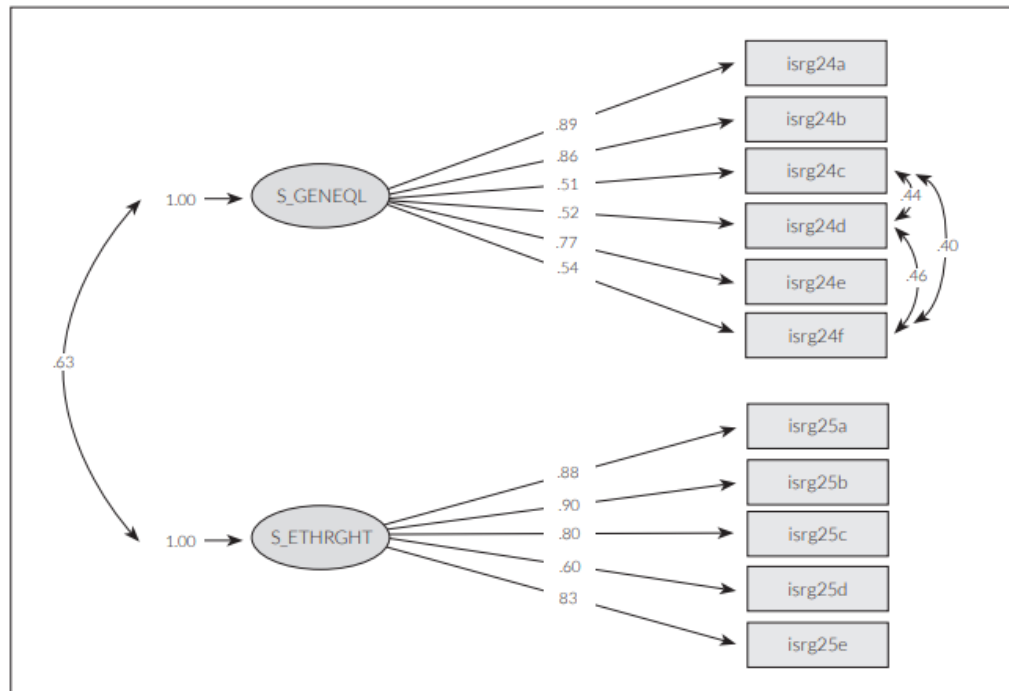 isrg24a
.89
isrg24b
.86
isrg24c
1.00
S_GENEQL
.51
.44
.52
isrg24d
.77
.40
.54
.46
isrg24e
isrg24f
.63
isrg25a
.88
isrg25b
.90
1.00
S_ETHRGHT
.80
isrg25c
.60
isrg25d
83
isrg25e